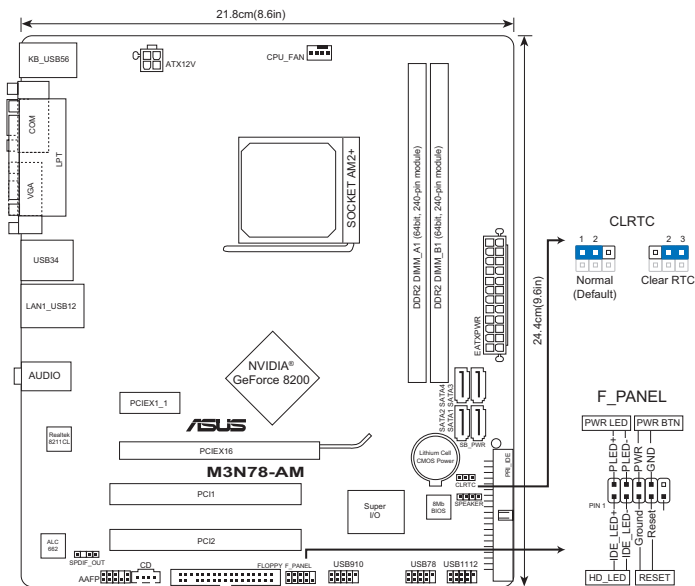 21.8cm(8.6in)
KB_USB56
ATX12V
CPU_FAN
COM
LPT
VGA
SOCKET AM2+
DDR2 DIMM_A1 (64bit, 240-pin module)
DDR2 DIMM_B1 (64bit, 240-pin module)
24.4cm(9.6in)
CLRTC
1 2
2 3
Normal
(Default)
Clear RTC
USB34
LAN1_USB12
EATXPWR
NVIDIA®
GeForce 8200
AUDIO
PCIEX1_1
SATA4
SATA3
SATA2
SATA1
SB_PWR
F_PANEL
PWR LED
PWR BTN
PLED+
PLED-
PWR
GND
PIN 1
IDE_LED+
IDE_LED-
Ground
Reset
HD_LED
RESET
Realtek
8211CL
ASUS
PCIEX16
M3N78-AM
Lithium Cell
CMOS Power
PRI_IDE
CLRTC
PCI1
Super
I/O
8Mb
BIOS
SPEAKER
ALC
662
PCI2
SPDIF_OUT
AAFP
CD
FLOPPY
F_PANEL
USB910
USB78
USB1112